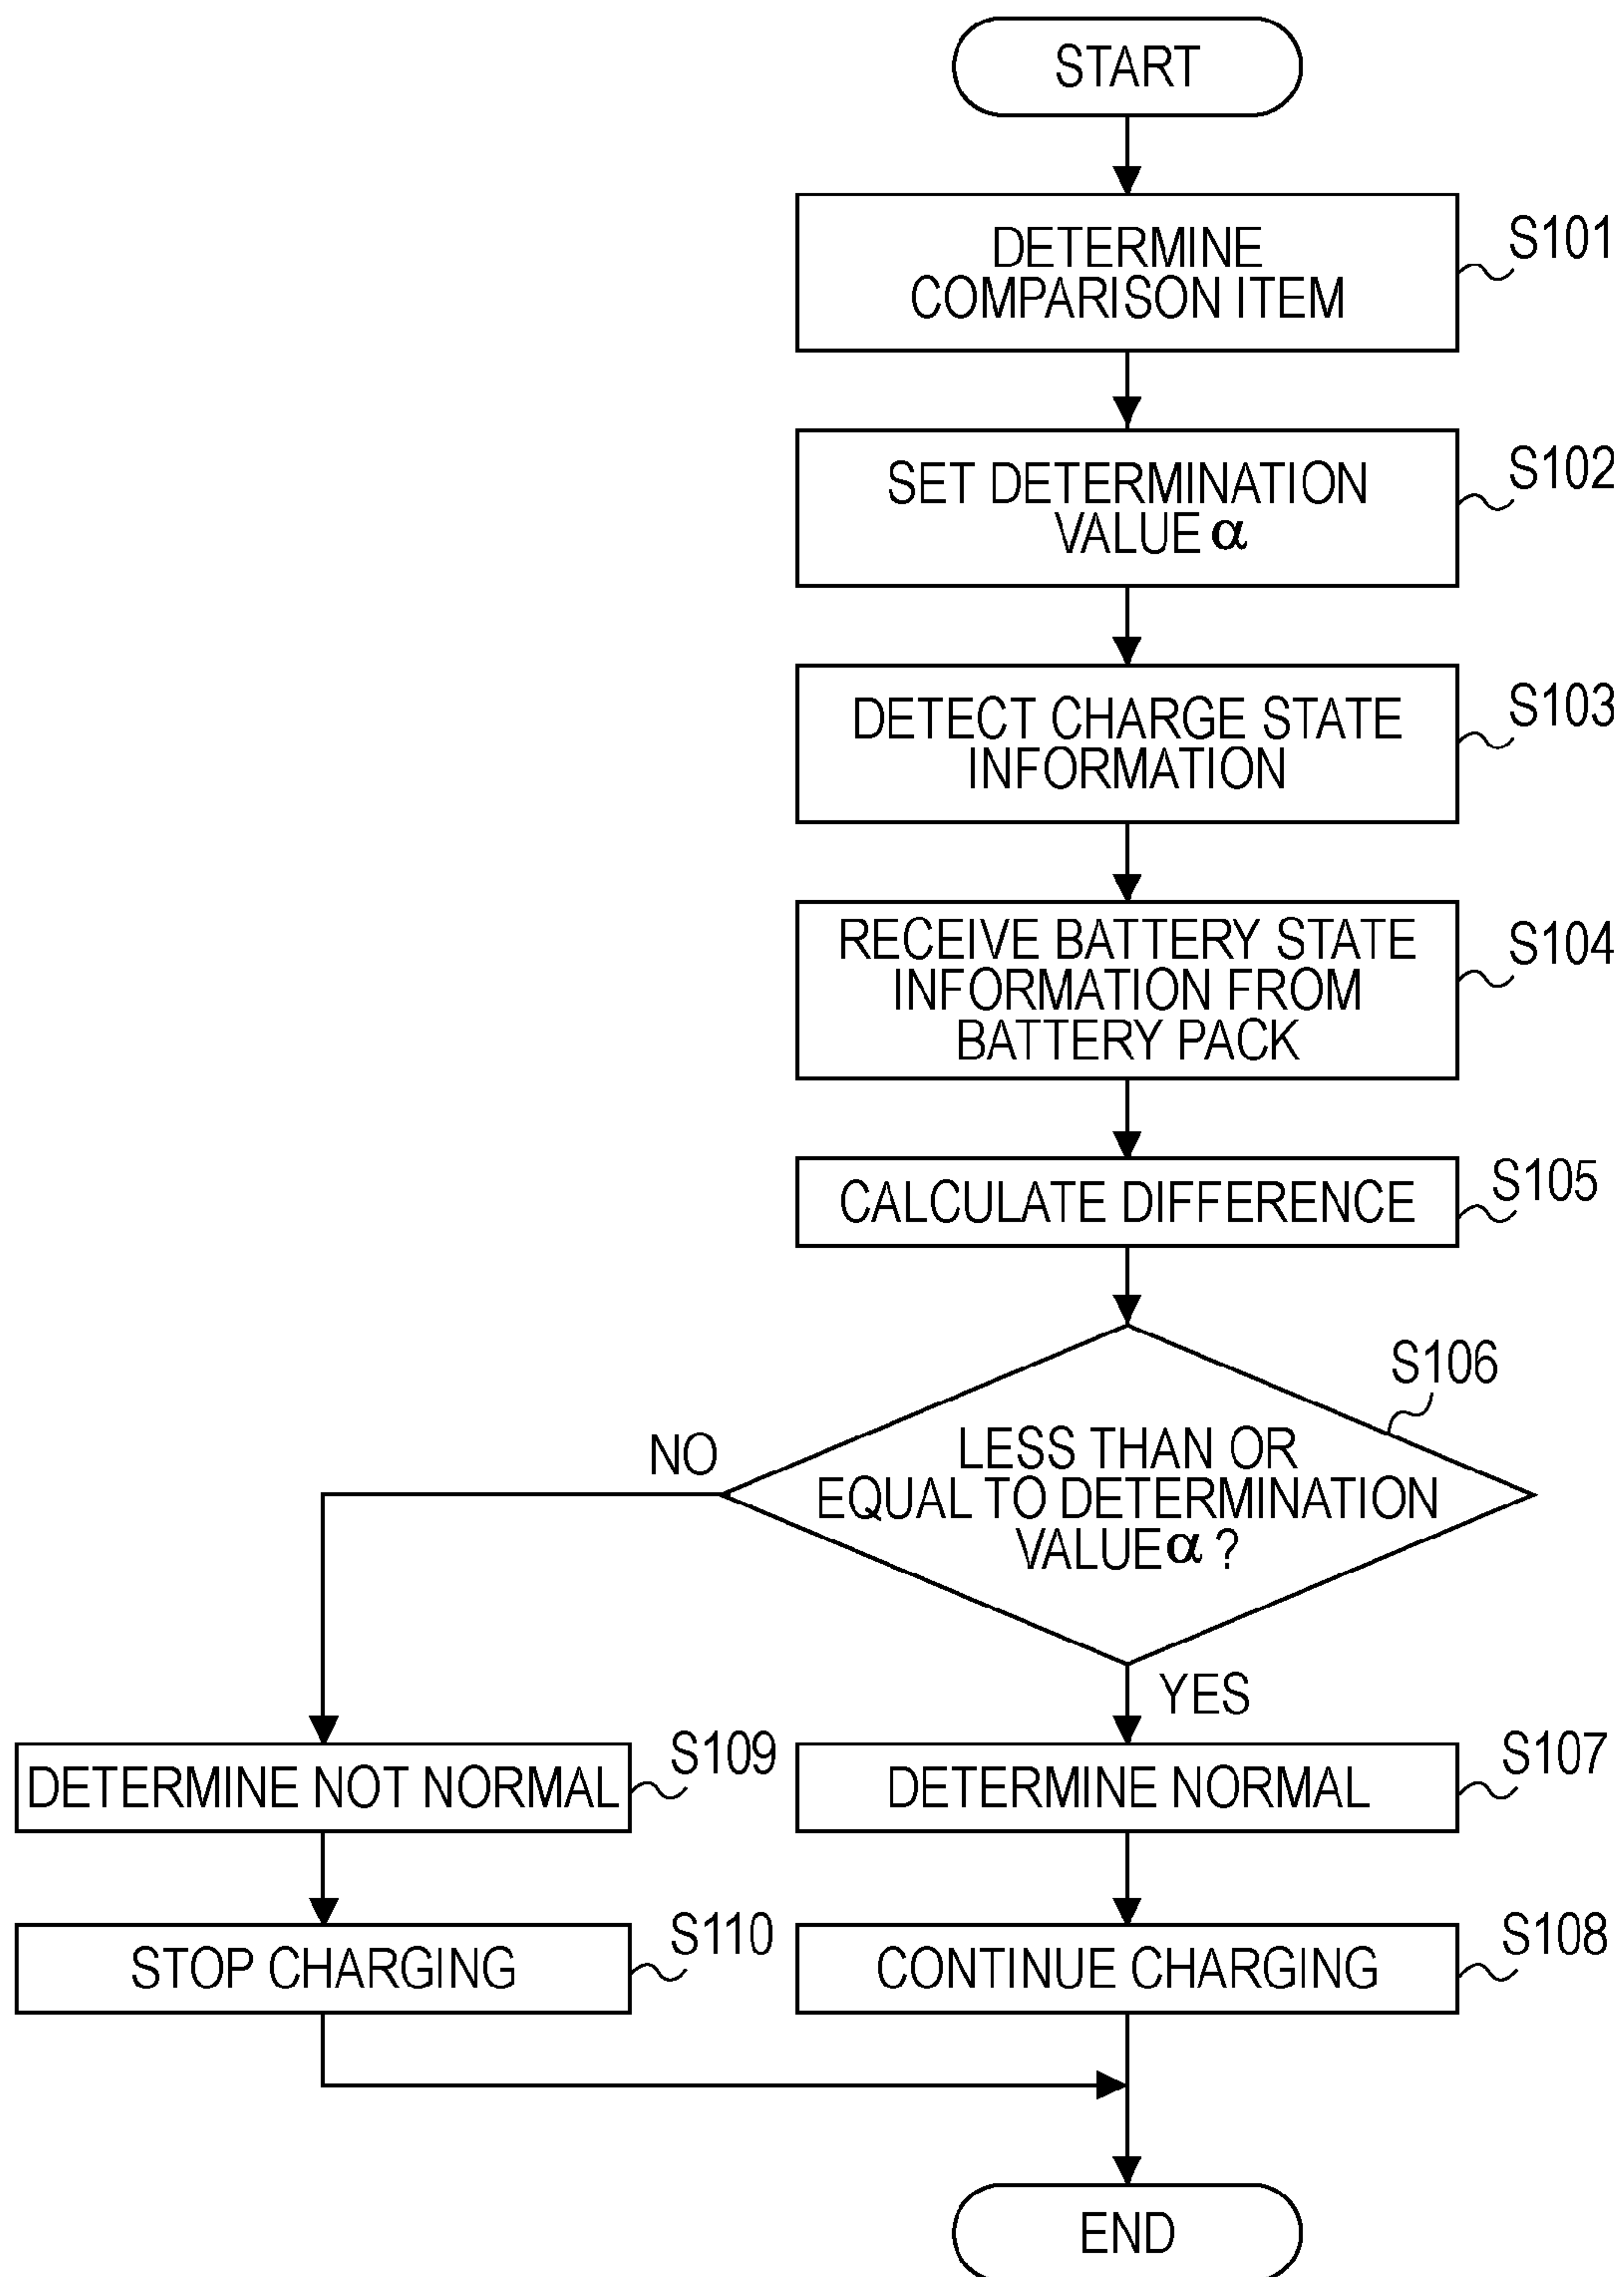 START
DETERMINE
COMPARISON ITEM
S101
SET DETERMINATION
VALUE α
S102
DETECT CHARGE STATE
INFORMATION
S103
RECEIVE BATTERY STATE
INFORMATION FROM
BATTERY PACK
S104
CALCULATE DIFFERENCE
S105
S106
LESS THAN OR
EQUAL TO DETERMINATION
VALUE α ?
NO
YES
DETERMINE NOT NORMAL
S109
DETERMINE NORMAL
S107
STOP CHARGING
S110
CONTINUE CHARGING
S108
END